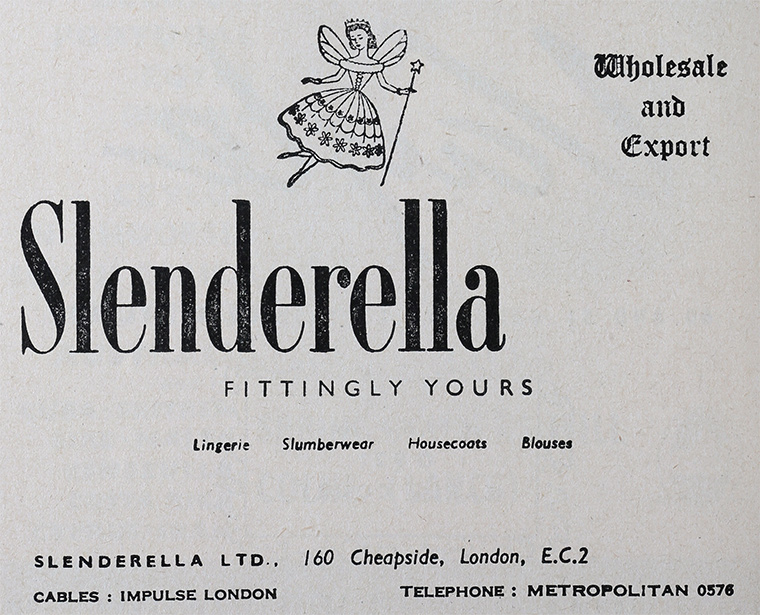 Wholesale
and
Export
Slenderella
FITTINGLY YOURS
Lingerie Slumberwear Housecoats Blouses
SLENDERELLA LTD., 160 Cheapside, London, E.C.2
CABLES : IMPULSE LONDON TELEPHONE : METROPOLITAN 0576